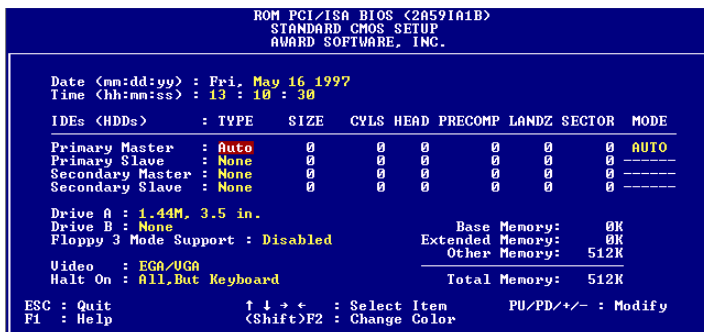 ROM PCI/ISA BIOS (2A59IA1B)
STANDARD CMOS SETUP
AWARD SOFTWARE, INC.
Date (mm:dd:yy) : Fri, May 16 1997
Time (hh:mm:ss) : 13 : 10 : 30
IDEs (HDDs) : TYPE SIZE CYLS HEAD PRECOMP LANDZ SECTOR MODE
Primary Master : Auto 0 0 0 0 0 0 AUTO
Primary Slave : None 0 0 0 0 0 0 ------
Secondary Master : None 0 0 0 0 0 0 ------
Secondary Slave : None 0 0 0 0 0 0 ------
Drive A : 1.44M, 3.5 in.
Drive B : None
Floppy 3 Mode Support : Disabled
Base Memory: 0K
Extended Memory: 0K
Other Memory: 512K
Video : EGA/VGA
Halt On : All,But Keyboard
Total Memory: 512K
ESC : Quit ↑ ↓ → ← : Select Item PU/PD/+/- : Modify
F1 : Help (Shift)F2 : Change Color